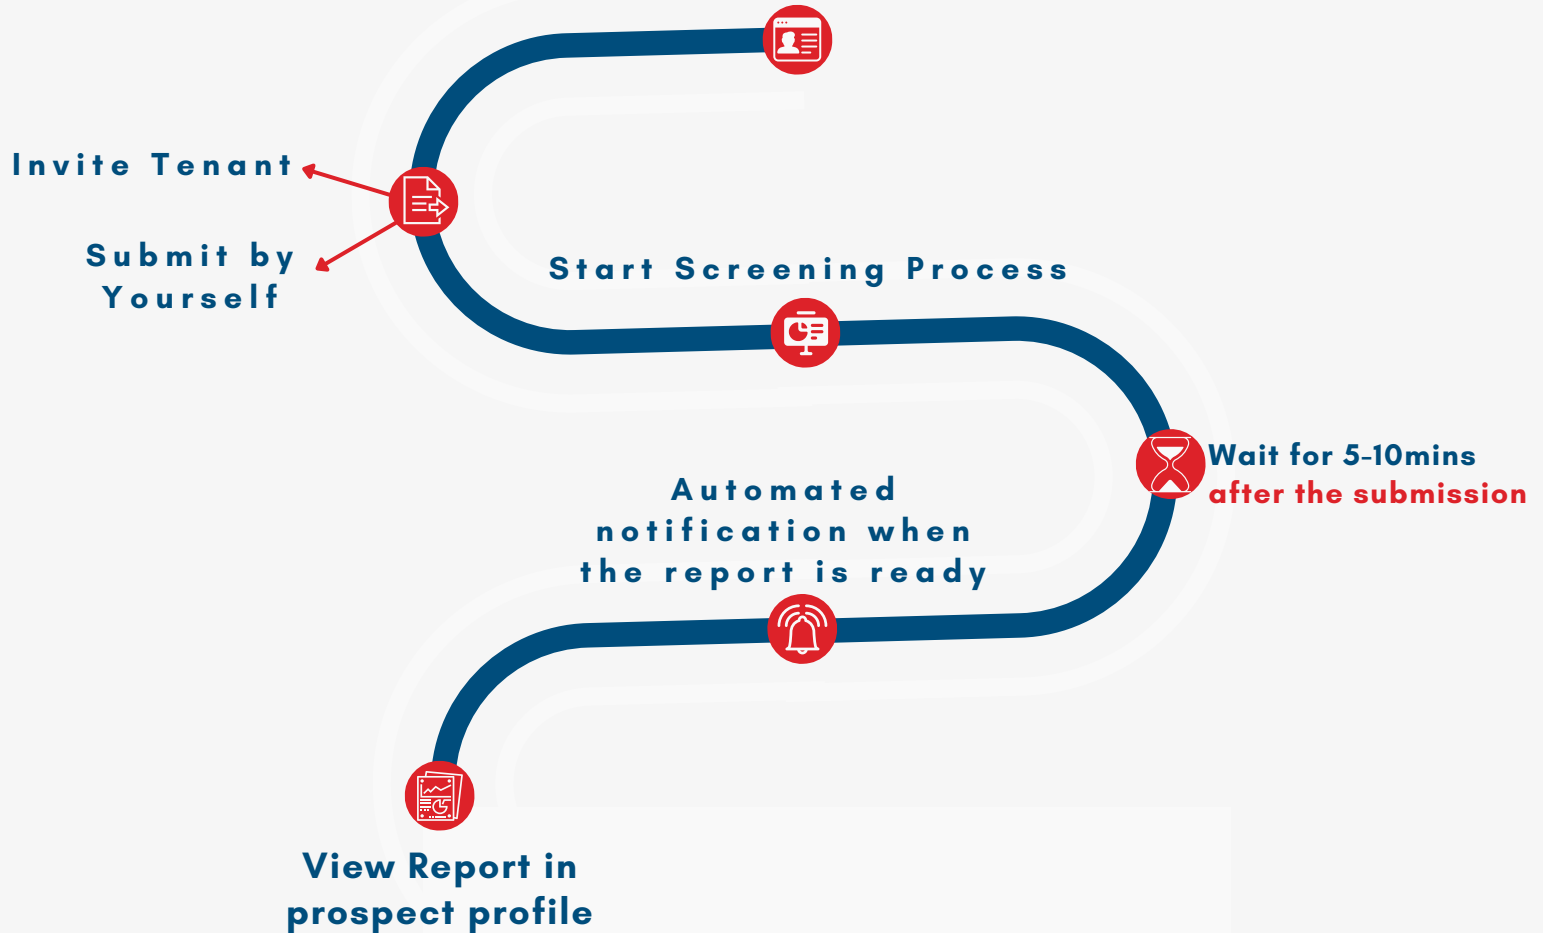 Invite Tenant
Submit by
Yourself
Start Screening Process
Wait for 5-10mins
after the submission
Automated
notification when
the report is ready
View Report in
prospect profile